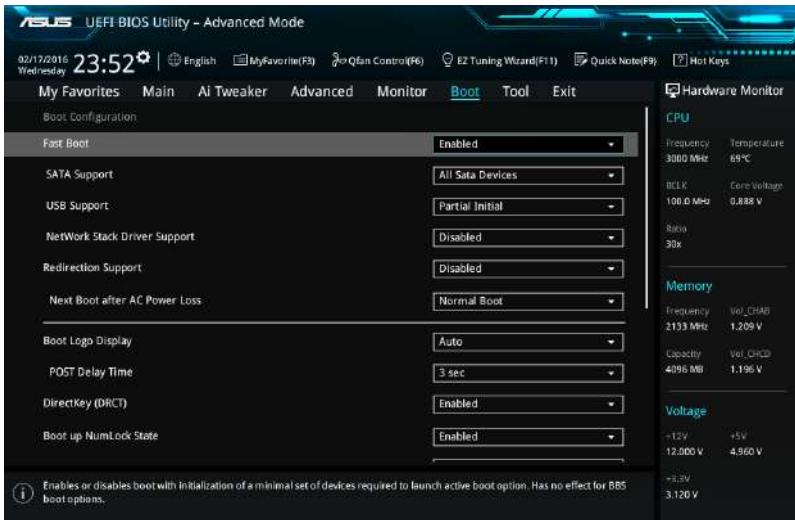 ASUS UEFI BIOS Utility – Advanced Mode
02/17/2016 Wednesday 23:52 English MyFavorite(F3) Qfan Control(F6) EZ Tuning Wizard(F11) Quick Note(F9) ? Hot Keys
My Favorites Main Ai Tweaker Advanced Monitor Boot Tool Exit
Boot Configuration
Fast Boot Enabled
SATA Support All Sata Devices
USB Support Partial Initial
NetWork Stack Driver Support Disabled
Redirection Support Disabled
Next Boot after AC Power Loss Normal Boot
Boot Logo Display Auto
POST Delay Time 3 sec
DirectKey (DRCT) Enabled
Boot up NumLock State Enabled
i Enables or disables boot with initialization of a minimal set of devices required to launch active boot option. Has no effect for BBS
boot options.
Hardware Monitor
CPU
Frequency Temperature
3000 MHz 69°C
BCLK Core Voltage
100.0 MHz 0.888 V
Ratio
30x
Memory
Frequency Vol_CHAB
2133 MHz 1.209 V
Capacity Vol_CHCD
4096 MB 1.196 V
Voltage
+12V +5V
12.000 V 4.960 V
+3.3V
3.120 V